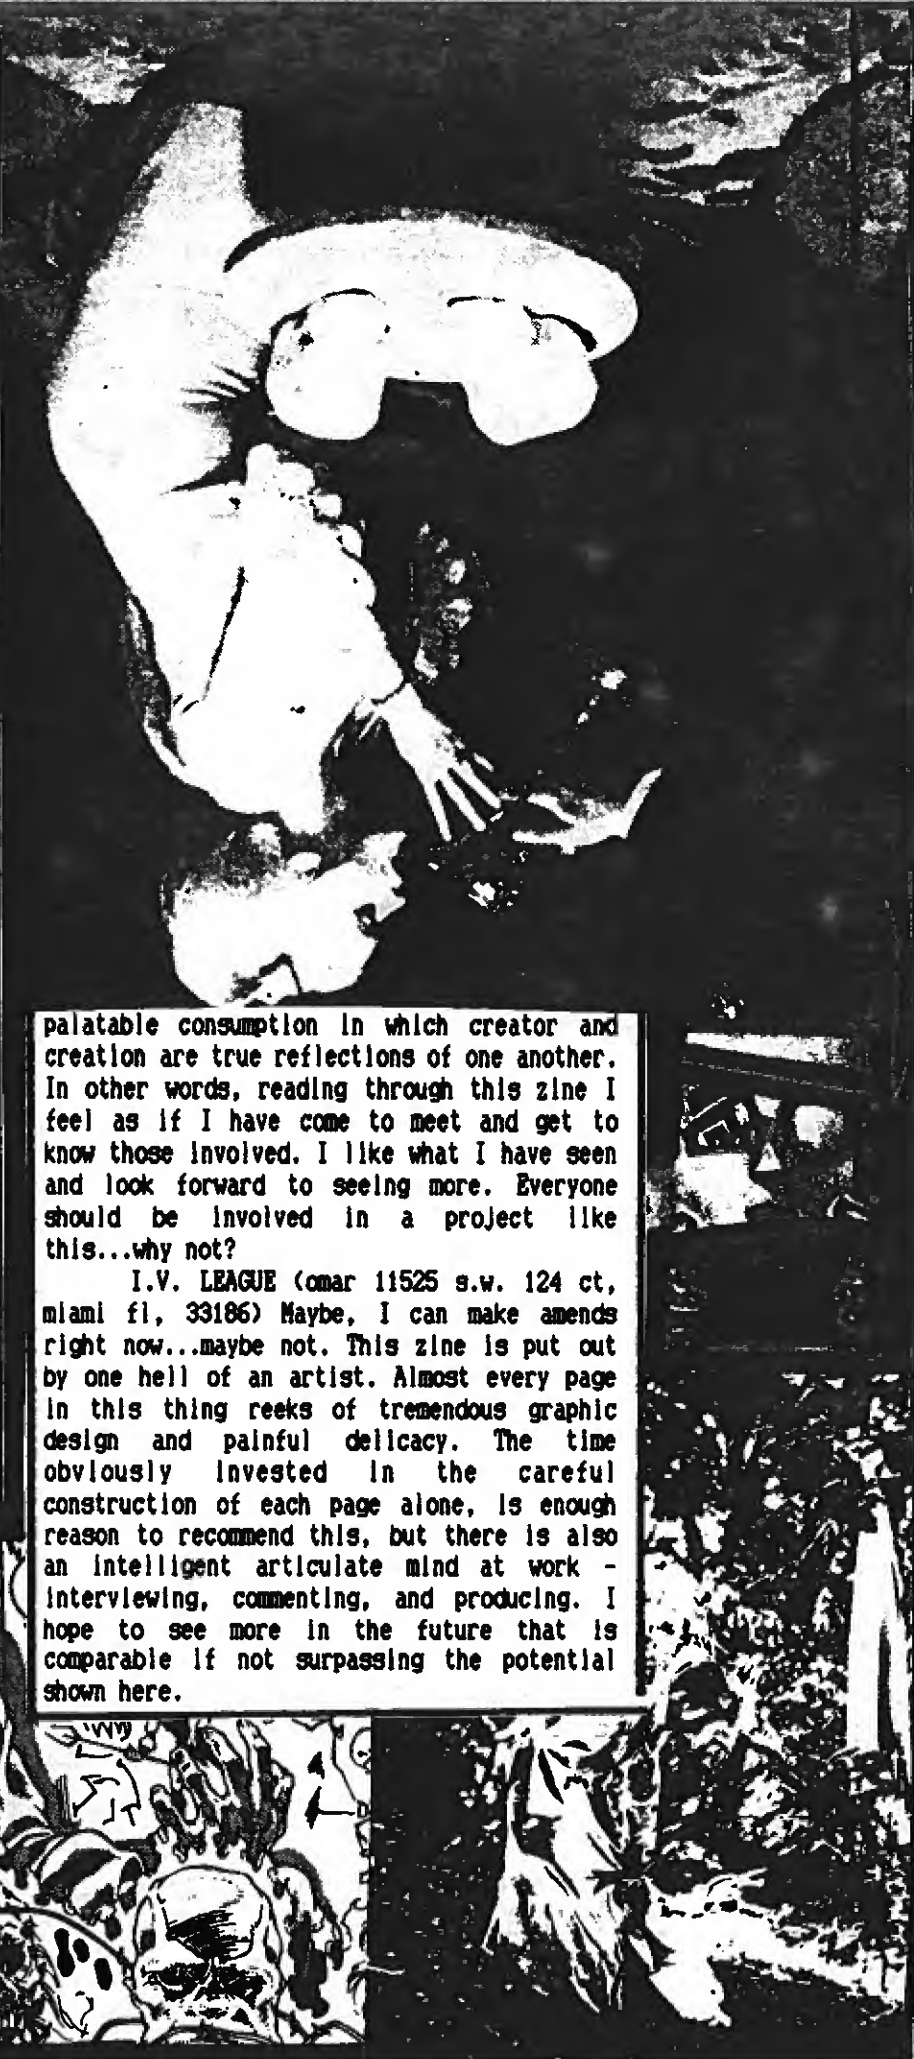 palatable consumption in which creator and
creation are true reflections of one another.
In other words, reading through this zine I
feel as if I have come to meet and get to
know those involved. I like what I have seen
and look forward to seeing more. Everyone
should be involved in a project like
this...why not?
I.V. LEAGUE (omar 11525 s.w. 124 ct,
miami fl, 33186) Maybe, I can make amends
right now...maybe not. This zine is put out
by one hell of an artist. Almost every page
in this thing reeks of tremendous graphic
design and painful delicacy. The time
obviously invested in the careful
construction of each page alone, is enough
reason to recommend this, but there is also
an intelligent articulate mind at work -
interviewing, commenting, and producing. I
hope to see more in the future that is
comparable if not surpassing the potential
shown here.